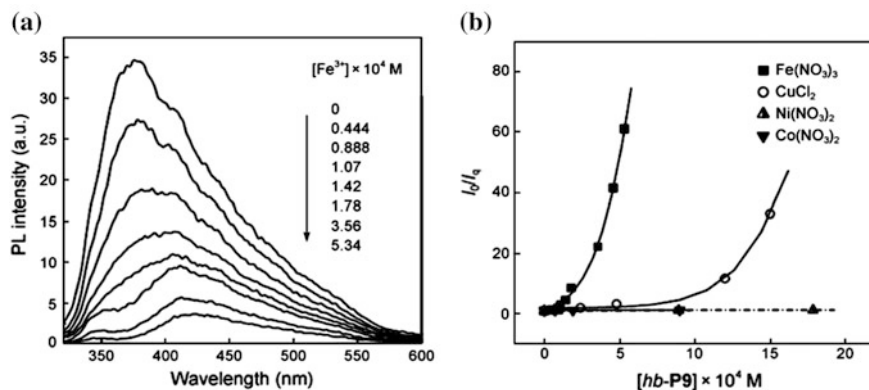 (a)
35
30
25
20
15
10
5
0
PL intensity (a.u.)
350 400 450 500 550 600
Wavelength (nm)
[Fe³⁺] × 10⁴ M
0
0.444
0.888
1.07
1.42
1.78
3.56
5.34
(b)
80
60
40
20
0
I₀/I_q
0 5 10 15 20
[hb-P9] × 10⁴ M
Fe(NO₃)₃
CuCl₂
Ni(NO₃)₂
Co(NO₃)₂